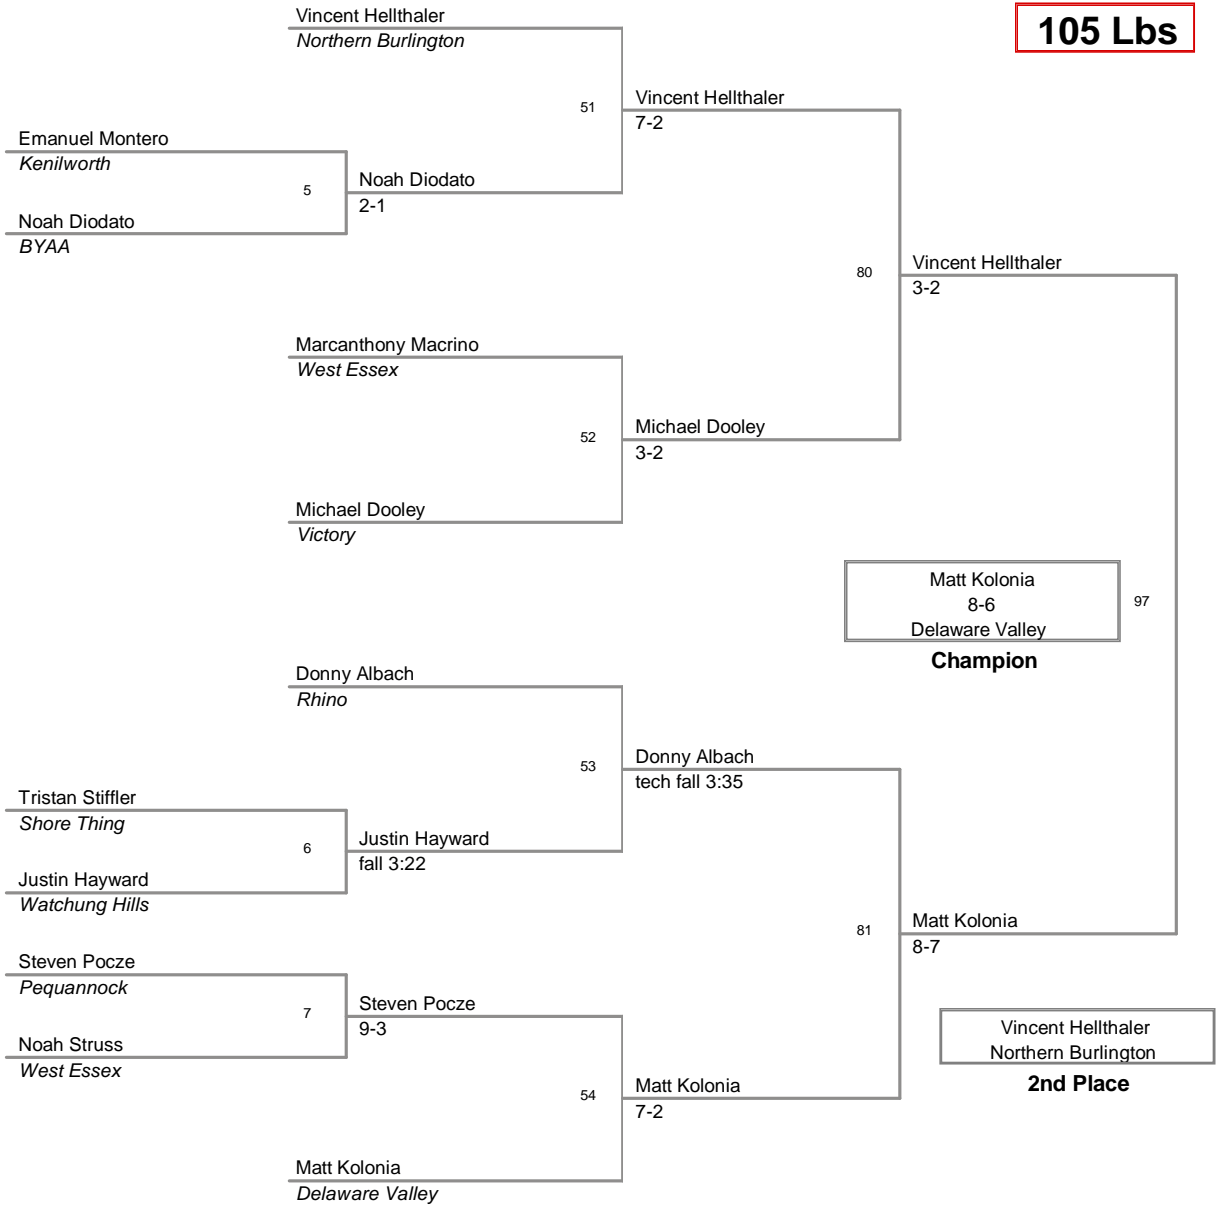 Vincent Hellthaler
Northern Burlington
105 Lbs
51
Vincent Hellthaler
7-2
Emanuel Montero
Kenilworth
5
Noah Diodato
2-1
Noah Diodato
BYAA
80
Vincent Hellthaler
3-2
Marcanthony Macrino
West Essex
52
Michael Dooley
3-2
Michael Dooley
Victory
Matt Kolonia
8-6
Delaware Valley
97
Champion
Donny Albach
Rhino
53
Donny Albach
tech fall 3:35
Tristan Stiffler
Shore Thing
6
Justin Hayward
fall 3:22
Justin Hayward
Watchung Hills
81
Matt Kolonia
8-7
Steven Pocze
Pequannock
7
Steven Pocze
9-3
Noah Struss
West Essex
Vincent Hellthaler
Northern Burlington
2nd Place
54
Matt Kolonia
7-2
Matt Kolonia
Delaware Valley